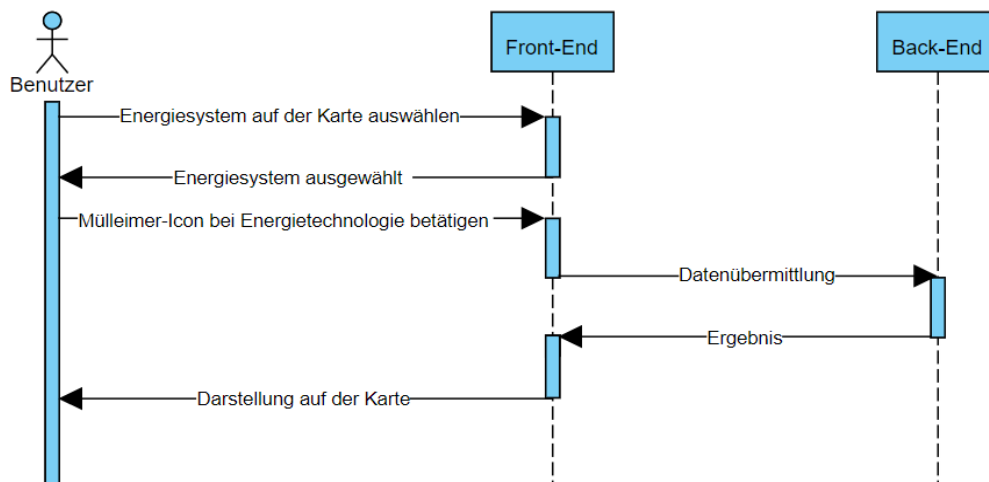 Front-End
Back-End
Benutzer
Energiesystem auf der Karte auswählen
Energiesystem ausgewählt
Mülleimer-Icon bei Energietechnologie betätigen
Datenübermittlung
Ergebnis
Darstellung auf der Karte